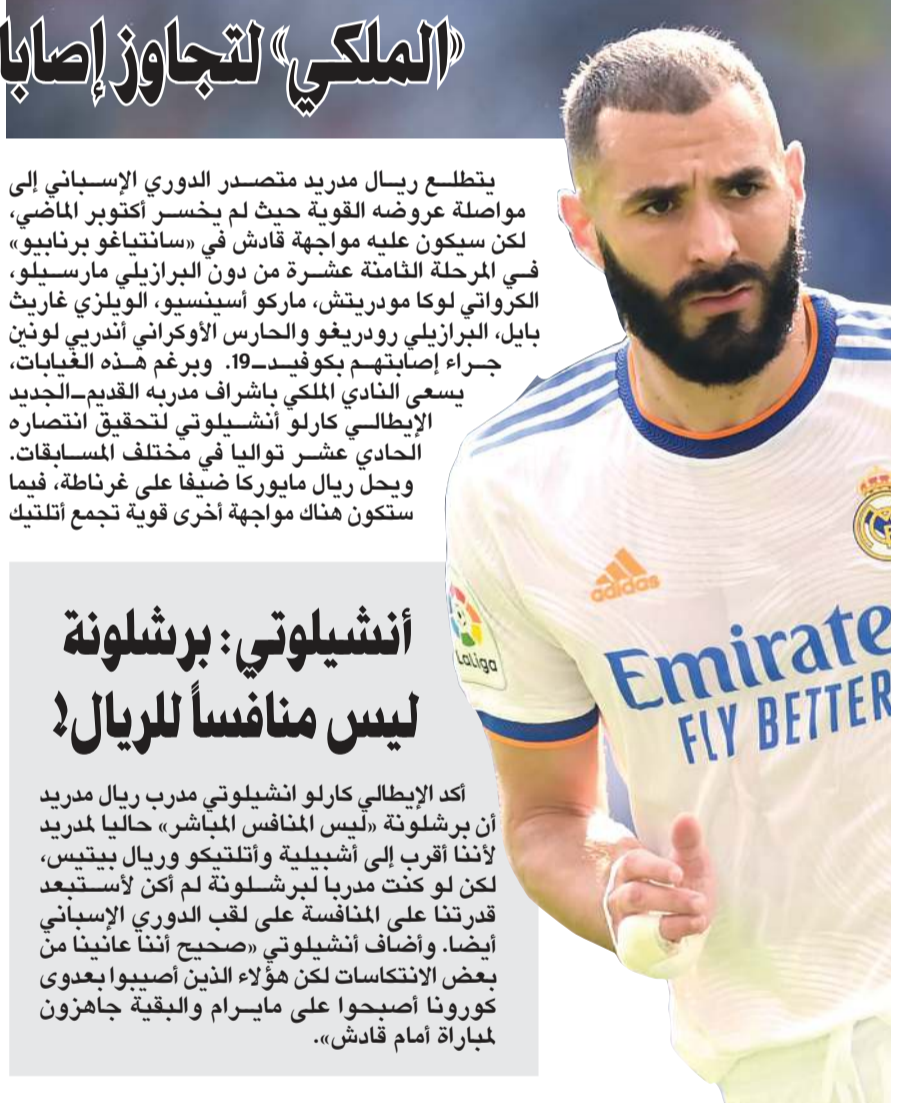 «الملكي» لتجاوز إصابا
يتطلع ريال مدريد متصدر الدوري الإسباني إلى
مواصلة عروضه القوية حيث لم يخسر أكتوبر الماضي،
لكن سيكون عليه مواجهة قادش في «سانتياغو برنابيو»
في المرحلة الثامنة عشرة من دون البرازيلي مارسيلو،
الكرواتي لوكا مودريتش، ماركو أسينسيو، الويلزي غاريث
بايل، البرازيلي رودريغو والحارس الأوكراني أندريي لونين
جراء إصابتهم بكوفيد-19. وبرغم هذه الغيابات،
يسعى النادي الملكي باشراف مدربه القديم-الجديد
الإيطالي كارلو أنشيلوتي لتحقيق انتصاره
الحادي عشر تواليا في مختلف المسابقات.
ويحل ريال مايوركا ضيفا على غرناطة، فيما
ستكون هناك مواجهة أخرى قوية تجمع أتلتيك
أنشيلوتي: برشلونة
ليس منافساً للريال!
أكد الإيطالي كارلو انشيلوتي مدرب ريال مدريد
أن برشلونة «ليس المنافس المباشر» حاليا لمدريد
لأننا أقرب إلى أشبيلية وأتلتيكو وريال بيتيس،
لكن لو كنت مدربا لبرشلونة لم أكن لأستبعد
قدرتنا على المنافسة على لقب الدوري الإسباني
أيضا. وأضاف أنشيلوتي «صحيح أننا عانينا من
بعض الانتكاسات لكن هؤلاء الذين أصيبوا بعدوى
كورونا أصبحوا على مايرام والبقية جاهزون
لمباراة أمام قادش».
adidas
LaLiga
Emirate
FLY BETTER